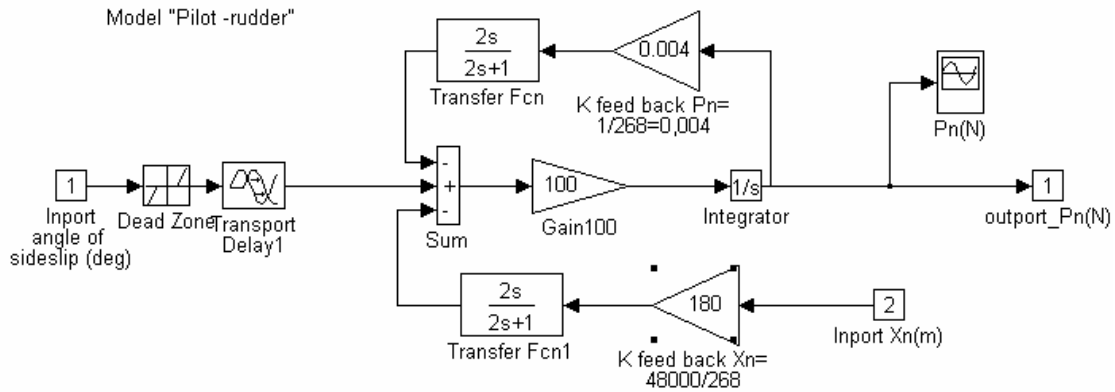 Model "Pilot -rudder"
2s
2s+1
Transfer Fcn
0.004
K feed back Pn=
1/268=0,004
Pn(N)
1
Inport
angle of
sideslip (deg)
Dead Zone
Transport
Delay1
-
+
-
Sum
100
Gain100
1/s
Integrator
1
outport_Pn(N)
2s
2s+1
Transfer Fcn1
180
K feed back Xn=
48000/268
2
Inport Xn(m)